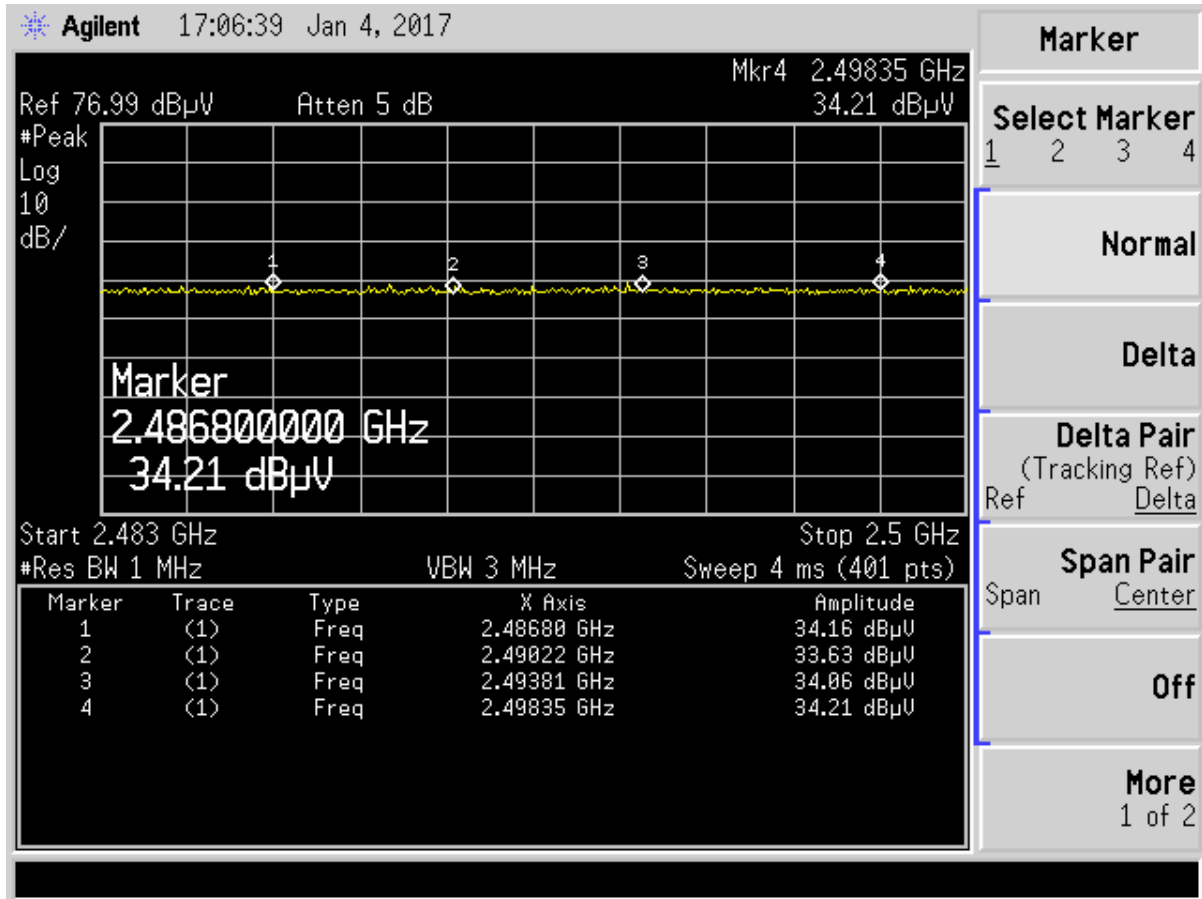 Agilent 17:06:39 Jan 4, 2017
Mkr4 2.49835 GHz
Ref 76.99 dBµV Atten 5 dB 34.21 dBµV
#Peak
Log
10
dB/
1 2 3 4
Marker
2.486800000 GHz
34.21 dBµV
Start 2.483 GHz Stop 2.5 GHz
#Res BW 1 MHz VBW 3 MHz Sweep 4 ms (401 pts)
Marker Trace Type X Axis Amplitude
1 (1) Freq 2.48680 GHz 34.16 dBµV
2 (1) Freq 2.49022 GHz 33.63 dBµV
3 (1) Freq 2.49381 GHz 34.06 dBµV
4 (1) Freq 2.49835 GHz 34.21 dBµV
Marker
Select Marker
1 2 3 4
Normal
Delta
Delta Pair
(Tracking Ref)
Ref Delta
Span Pair
Span Center
Off
More
1 of 2